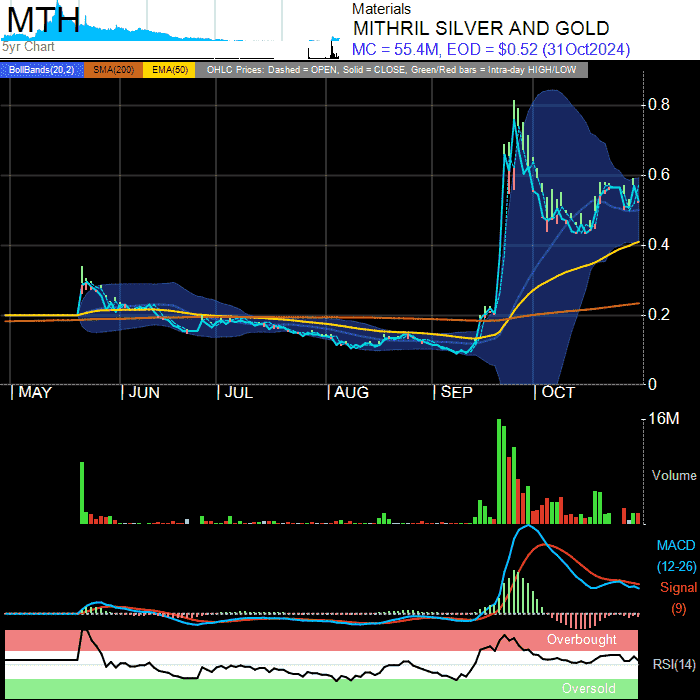 MTH
5yr Chart
Materials
MITHRIL SILVER AND GOLD
MC = 55.4M, EOD = $0.52 (31Oct2024)
BollBands(20,2) SMA(200) EMA(50) OHLC Prices: Dashed = OPEN, Solid = CLOSE, Green/Red bars = Intra-day HIGH/LOW
0.8
0.6
0.4
0.2
0
MAY JUN JUL AUG SEP OCT
16M
Volume
MACD
(12-26)
Signal
(9)
Overbought
RSI(14)
Oversold